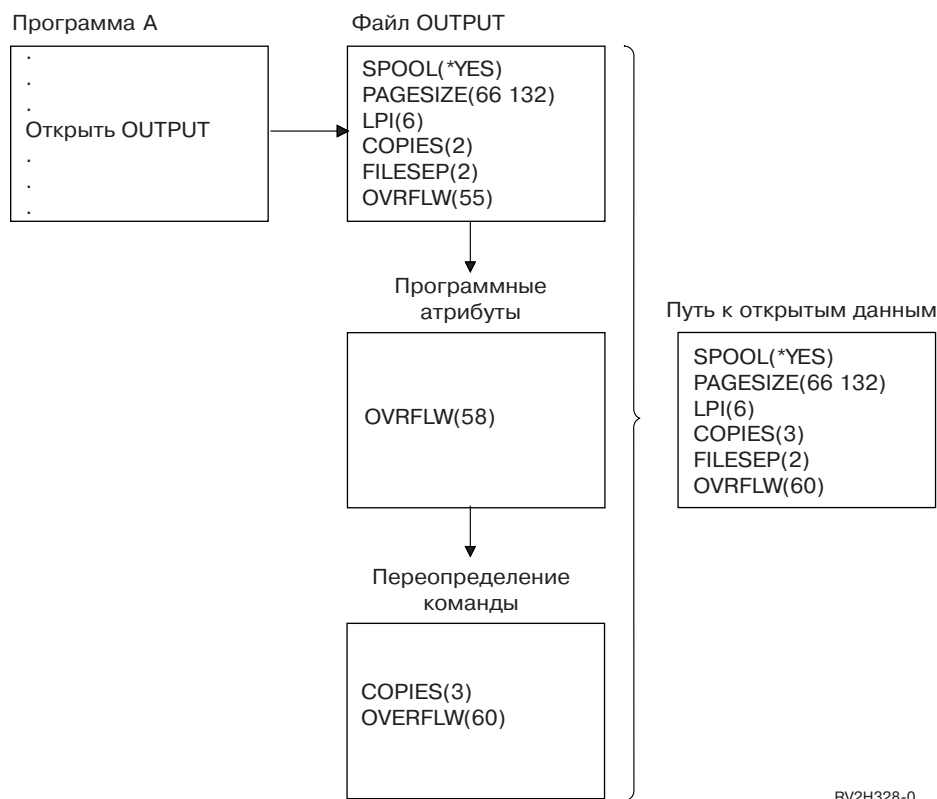 Программа А
.
.
.
Открыть OUTPUT
.
.
.
Файл OUTPUT
SPOOL(*YES)
PAGESIZE(66 132)
LPI(6)
COPIES(2)
FILESEP(2)
OVRFLW(55)
Программные
атрибуты
OVRFLW(58)
Переопределение
команды
COPIES(3)
OVERFLW(60)
Путь к открытым данным
SPOOL(*YES)
PAGESIZE(66 132)
LPI(6)
COPIES(3)
FILESEP(2)
OVRFLW(60)
RV2H328-0